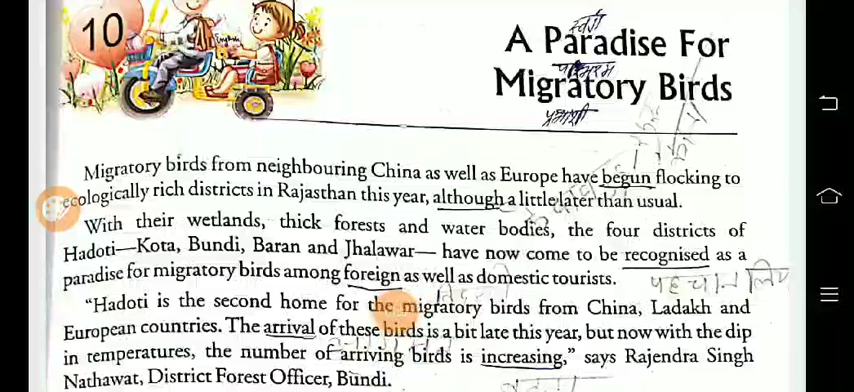 10
A Paradise For
स्वर्ग
Migratory Birds
प्रवासी
Migratory birds from neighbouring China as well as Europe have begun flocking to
ecologically rich districts in Rajasthan this year, although a little later than usual.
With their wetlands, thick forests and water bodies, the four districts of
Hadoti—Kota, Bundi, Baran and Jhalawar— have now come to be recognised as a
paradise for migratory birds among foreign as well as domestic tourists.
पहचान लिए
"Hadoti is the second home for the migratory birds from China, Ladakh and
European countries. The arrival of these birds is a bit late this year, but now with the dip
in temperatures, the number of arriving birds is increasing," says Rajendra Singh
Nathawat, District Forest Officer, Bundi.